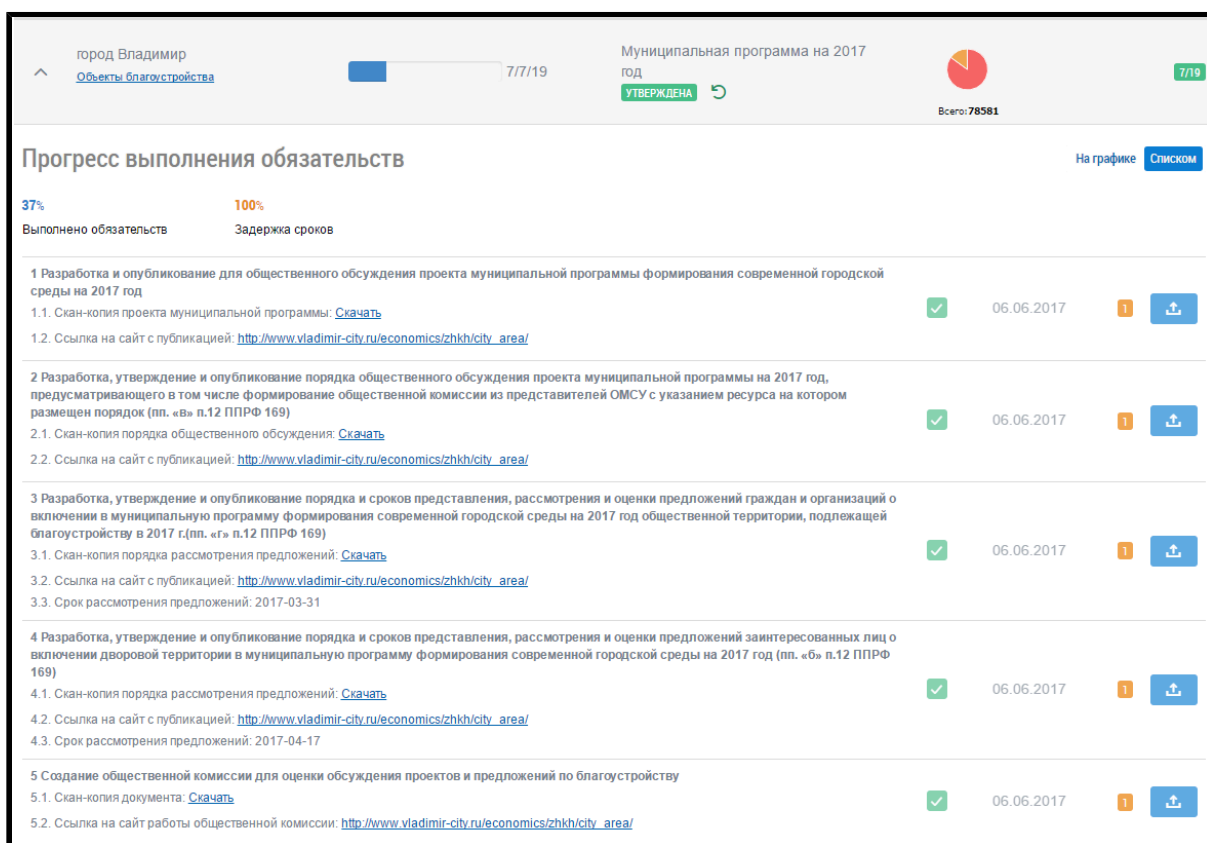 город Владимир
Объекты благоустройства
7/7/19
Муниципальная программа на 2017
год
УТВЕРЖДЕНА
Всего: 78581
7/19
Прогресс выполнения обязательств
На графике Списком
37% 100%
Выполнено обязательств Задержка сроков
1 Разработка и опубликование для общественного обсуждения проекта муниципальной программы формирования современной городской
среды на 2017 год
1.1. Скан-копия проекта муниципальной программы: Скачать
06.06.2017 1
1.2. Ссылка на сайт с публикацией: http://www.vladimir-city.ru/economics/zhkh/city_area/
2 Разработка, утверждение и опубликование порядка общественного обсуждения проекта муниципальной программы на 2017 год,
предусматривающего в том числе формирование общественной комиссии из представителей ОМСУ с указанием ресурса на котором
размещен порядок (пп. «в» п.12 ППРФ 169)
06.06.2017 1
2.1. Скан-копия порядка общественного обсуждения: Скачать
2.2. Ссылка на сайт с публикацией: http://www.vladimir-city.ru/economics/zhkh/city_area/
3 Разработка, утверждение и опубликование порядка и сроков представления, рассмотрения и оценки предложений граждан и организаций о
включении в муниципальную программу формирования современной городской среды на 2017 год общественной территории, подлежащей
благоустройству в 2017 г.(пп. «г» п.12 ППРФ 169)
3.1. Скан-копия порядка рассмотрения предложений: Скачать
06.06.2017 1
3.2. Ссылка на сайт с публикацией: http://www.vladimir-city.ru/economics/zhkh/city_area/
3.3. Срок рассмотрения предложений: 2017-03-31
4 Разработка, утверждение и опубликование порядка и сроков представления, рассмотрения и оценки предложений заинтересованных лиц о
включении дворовой территории в муниципальную программу формирования современной городской среды на 2017 год (пп. «б» п.12 ППРФ
169)
4.1. Скан-копия порядка рассмотрения предложений: Скачать
06.06.2017 1
4.2. Ссылка на сайт с публикацией: http://www.vladimir-city.ru/economics/zhkh/city_area/
4.3. Срок рассмотрения предложений: 2017-04-17
5 Создание общественной комиссии для оценки обсуждения проектов и предложений по благоустройству
5.1. Скан-копия документа: Скачать
06.06.2017 1
5.2. Ссылка на сайт работы общественной комиссии: http://www.vladimir-city.ru/economics/zhkh/city_area/